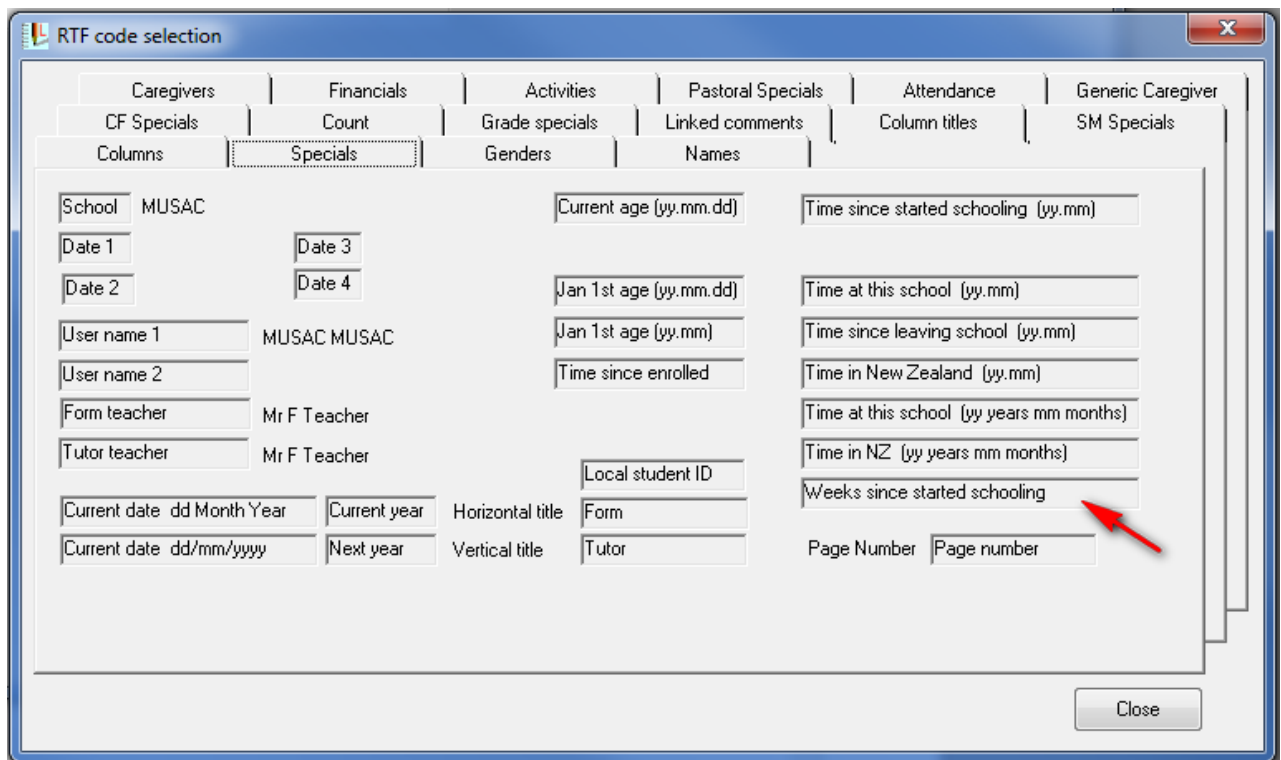 RTF code selection
x
Caregivers Financials Activities Pastoral Specials Attendance Generic Caregiver
CF Specials Count Grade specials Linked comments Column titles SM Specials
Columns Specials Genders Names
School MUSAC Current age (yy.mm.dd) Time since started schooling (yy.mm)
Date 1 Date 3
Date 2 Date 4 Jan 1st age (yy.mm.dd) Time at this school (yy.mm)
User name 1 MUSAC MUSAC Jan 1st age (yy.mm) Time since leaving school (yy.mm)
User name 2 Time since enrolled Time in New Zealand (yy.mm)
Form teacher Mr F Teacher Time at this school (yy years mm months)
Tutor teacher Mr F Teacher Time in NZ (yy years mm months)
Local student ID Weeks since started schooling
Current date dd Month Year Current year Horizontal title Form
Current date dd/mm/yyyy Next year Vertical title Tutor Page Number Page number
Close